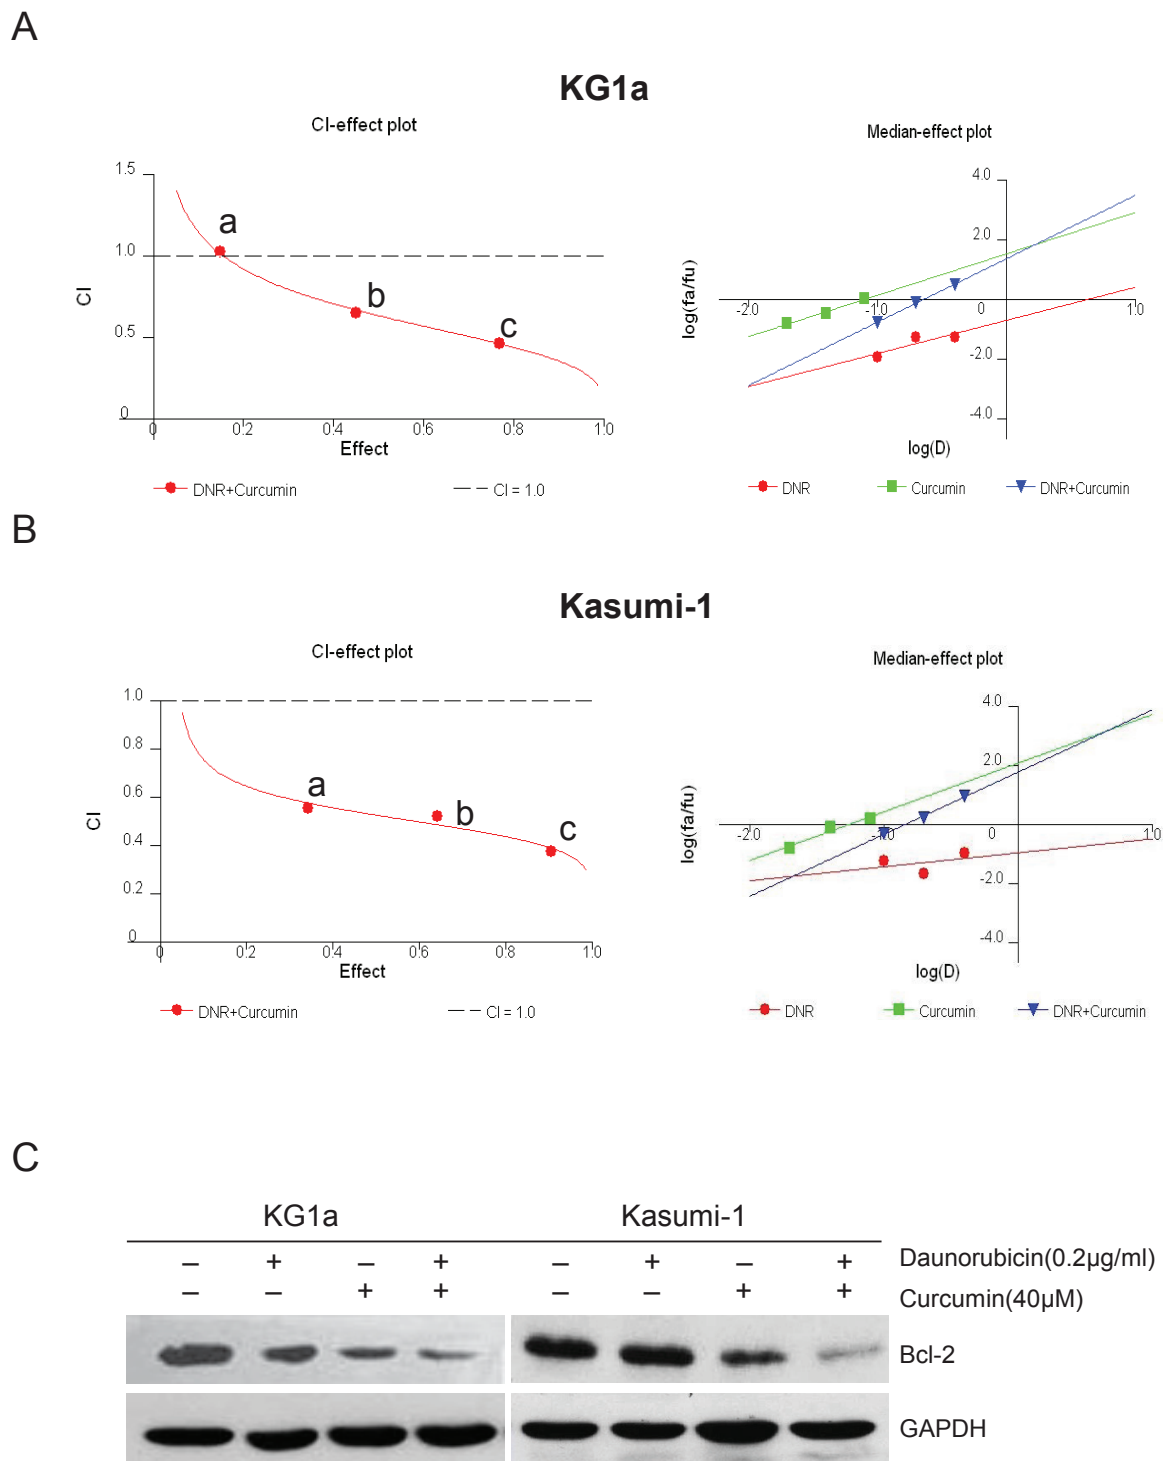 A
KG1a
CI-effect plot
1.5
1.0
0.5
0
0
0.2
0.4
0.6
0.8
1.0
CI
Effect
a
b
c
DNR+Curcumin
CI = 1.0
Median-effect plot
4.0
2.0
-2.0
-1.0
0
1.0
-2.0
-4.0
log(fa/fu)
log(D)
DNR
Curcumin
DNR+Curcumin
B
Kasumi-1
CI-effect plot
1.0
0.8
0.6
0.4
0.2
0
0
0.2
0.4
0.6
0.8
1.0
CI
Effect
a
b
c
DNR+Curcumin
CI = 1.0
Median-effect plot
4.0
2.0
-2.0
-1.0
0
1.0
-2.0
-4.0
log(fa/fu)
log(D)
DNR
Curcumin
DNR+Curcumin
C
KG1a Kasumi-1
– + – + – + – + Daunorubicin(0.2µg/ml)
– – + + – – + + Curcumin(40µM)
Bcl-2
GAPDH